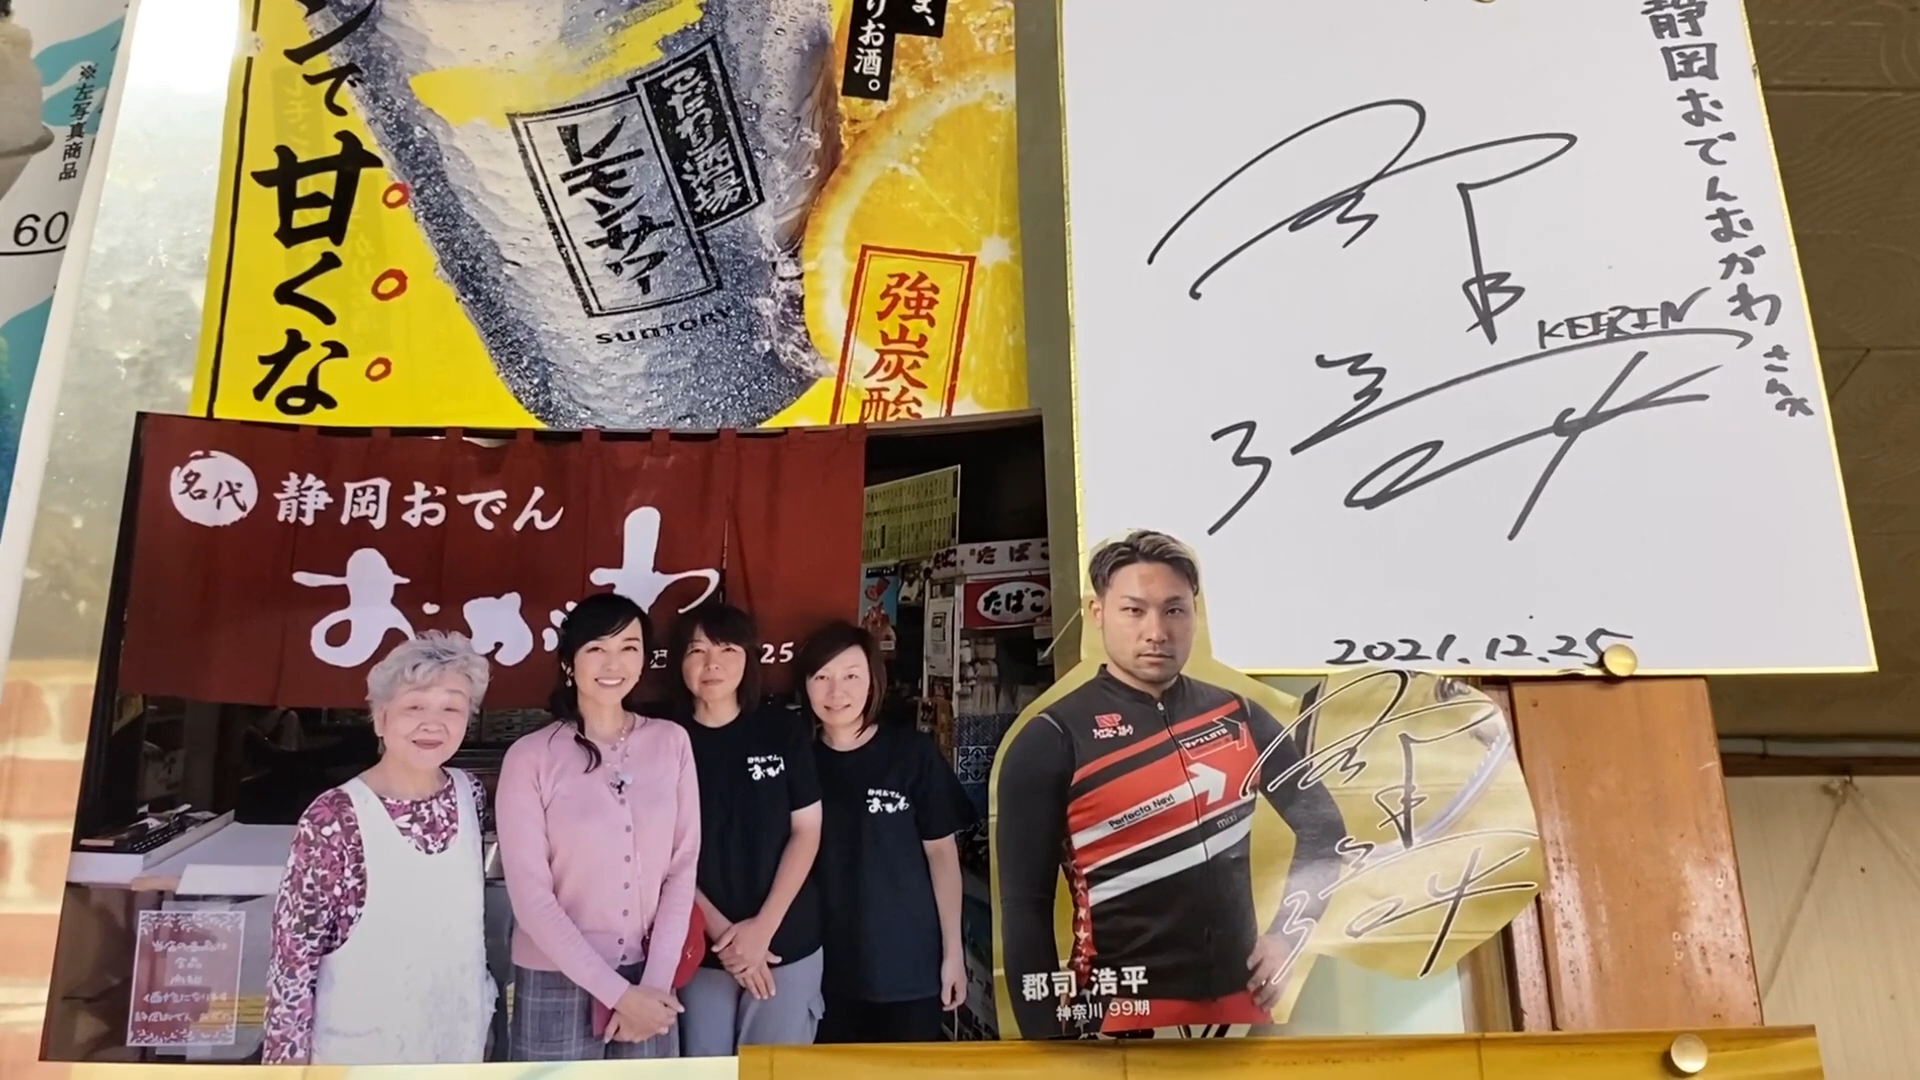 ※左写真商品
60
ンで
甘くな
こだわり酒場
レモンサワー
SUNTORY
りお酒。
強炭酸
静岡おでんおがわさんへ
KEIRIN
2021.12.25
名代
静岡おでん
おがわ
25
たばこ
たばこ
静岡おでん
おがわ
静岡おでん
おがわ
Perfecta Navi
mixi
郡司 浩平
神奈川 99期